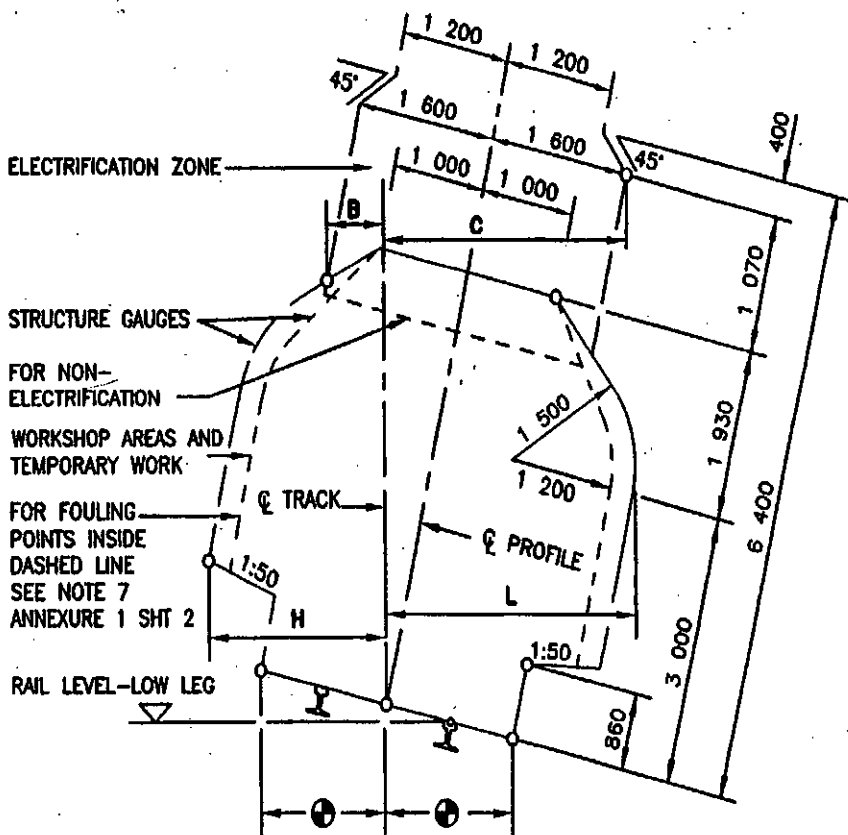 1 200
1 200
45°
1 600
1 600
45°
400
ELECTRIFICATION ZONE
1 000
1 000
B
C
1 070
STRUCTURE GAUGES
FOR NON-
ELECTRIFICATION
1 500
1 930
WORKSHOP AREAS AND
TEMPORARY WORK
1 200
6 400
℄ TRACK
FOR FOULING
POINTS INSIDE
DASHED LINE
SEE NOTE 7
ANNEXURE 1 SHT 2
℄ PROFILE
1:50
H
L
1:50
3 000
RAIL LEVEL-LOW LEG
860